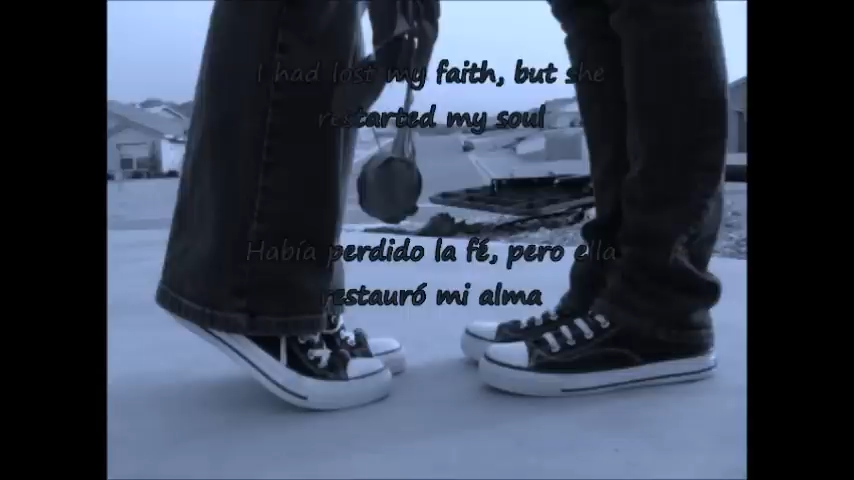 I had lost my faith, but she
restarted my soul
Había perdido la fé, pero ella
restauró mi alma